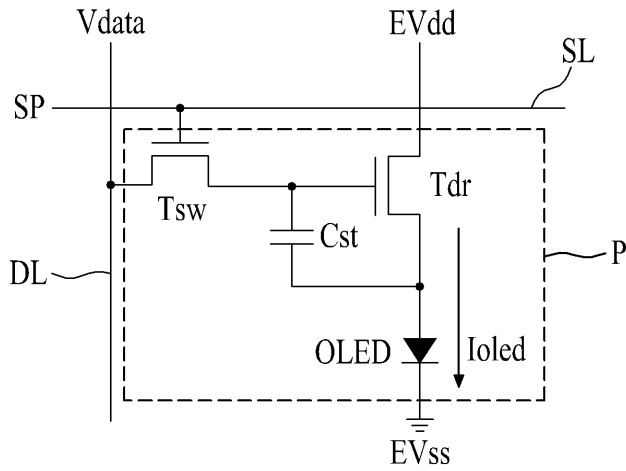 Vdata
EVdd
SL
SP
Tsw
Tdr
Cst
P
DL
OLED
Ioled
EVss